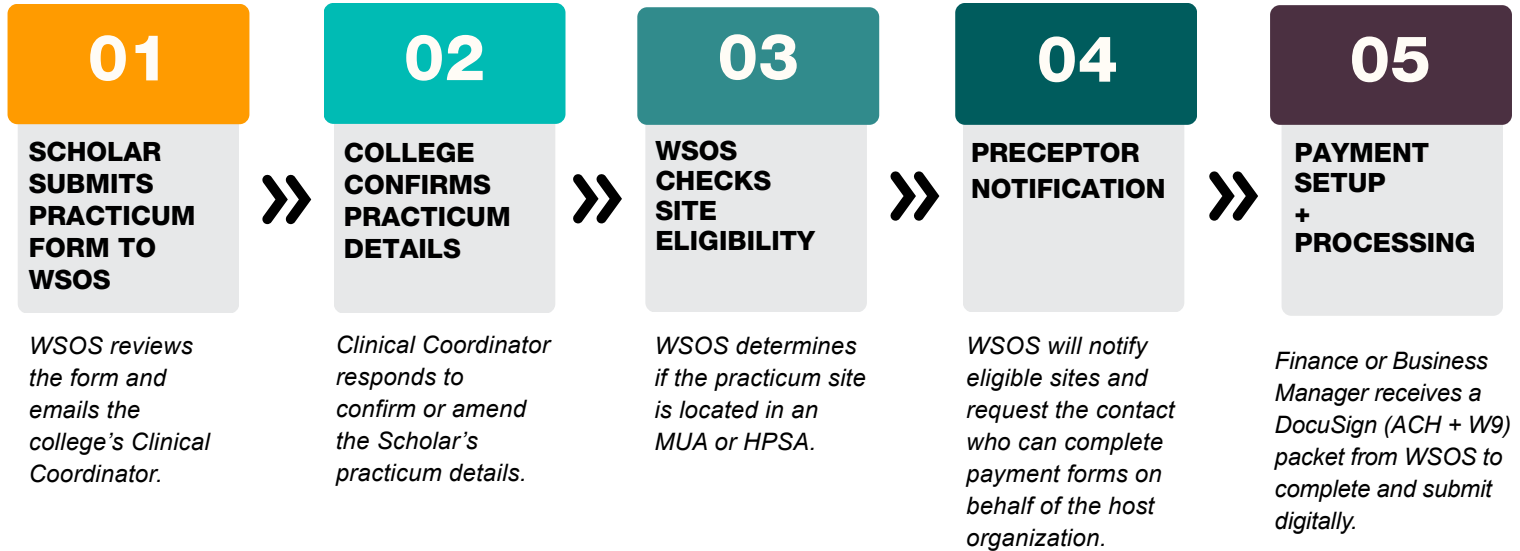 01
SCHOLAR
SUBMITS
PRACTICUM
FORM TO
WSOS
WSOS reviews
the form and
emails the
college's Clinical
Coordinator.
02
COLLEGE
CONFIRMS
PRACTICUM
DETAILS
Clinical Coordinator
responds to
confirm or amend
the Scholar's
practicum details.
03
WSOS
CHECKS
SITE
ELIGIBILITY
WSOS determines
if the practicum site
is located in an
MUA or HPSA.
04
PRECEPTOR
NOTIFICATION
WSOS will notify
eligible sites and
request the contact
who can complete
payment forms on
behalf of the host
organization.
05
PAYMENT
SETUP
+
PROCESSING
Finance or Business
Manager receives a
DocuSign (ACH + W9)
packet from WSOS to
complete and submit
digitally.